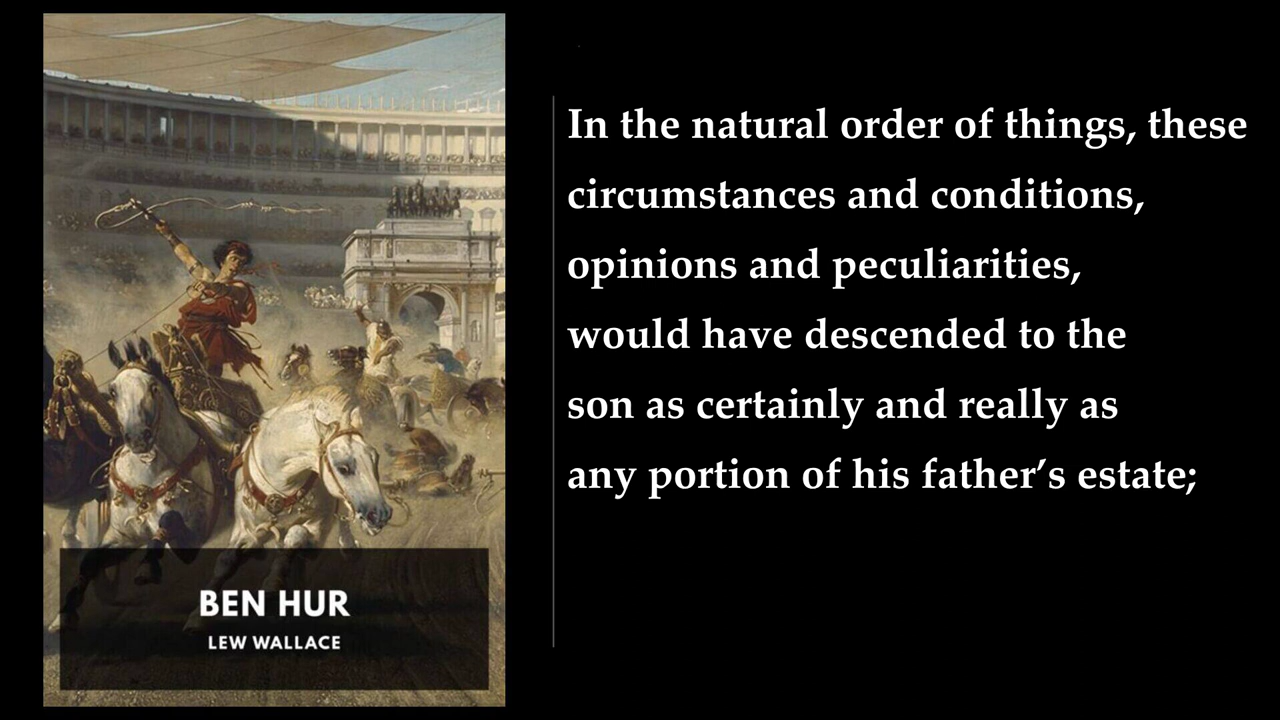 BEN HUR
LEW WALLACE
In the natural order of things, these
circumstances and conditions,
opinions and peculiarities,
would have descended to the
son as certainly and really as
any portion of his father’s estate;